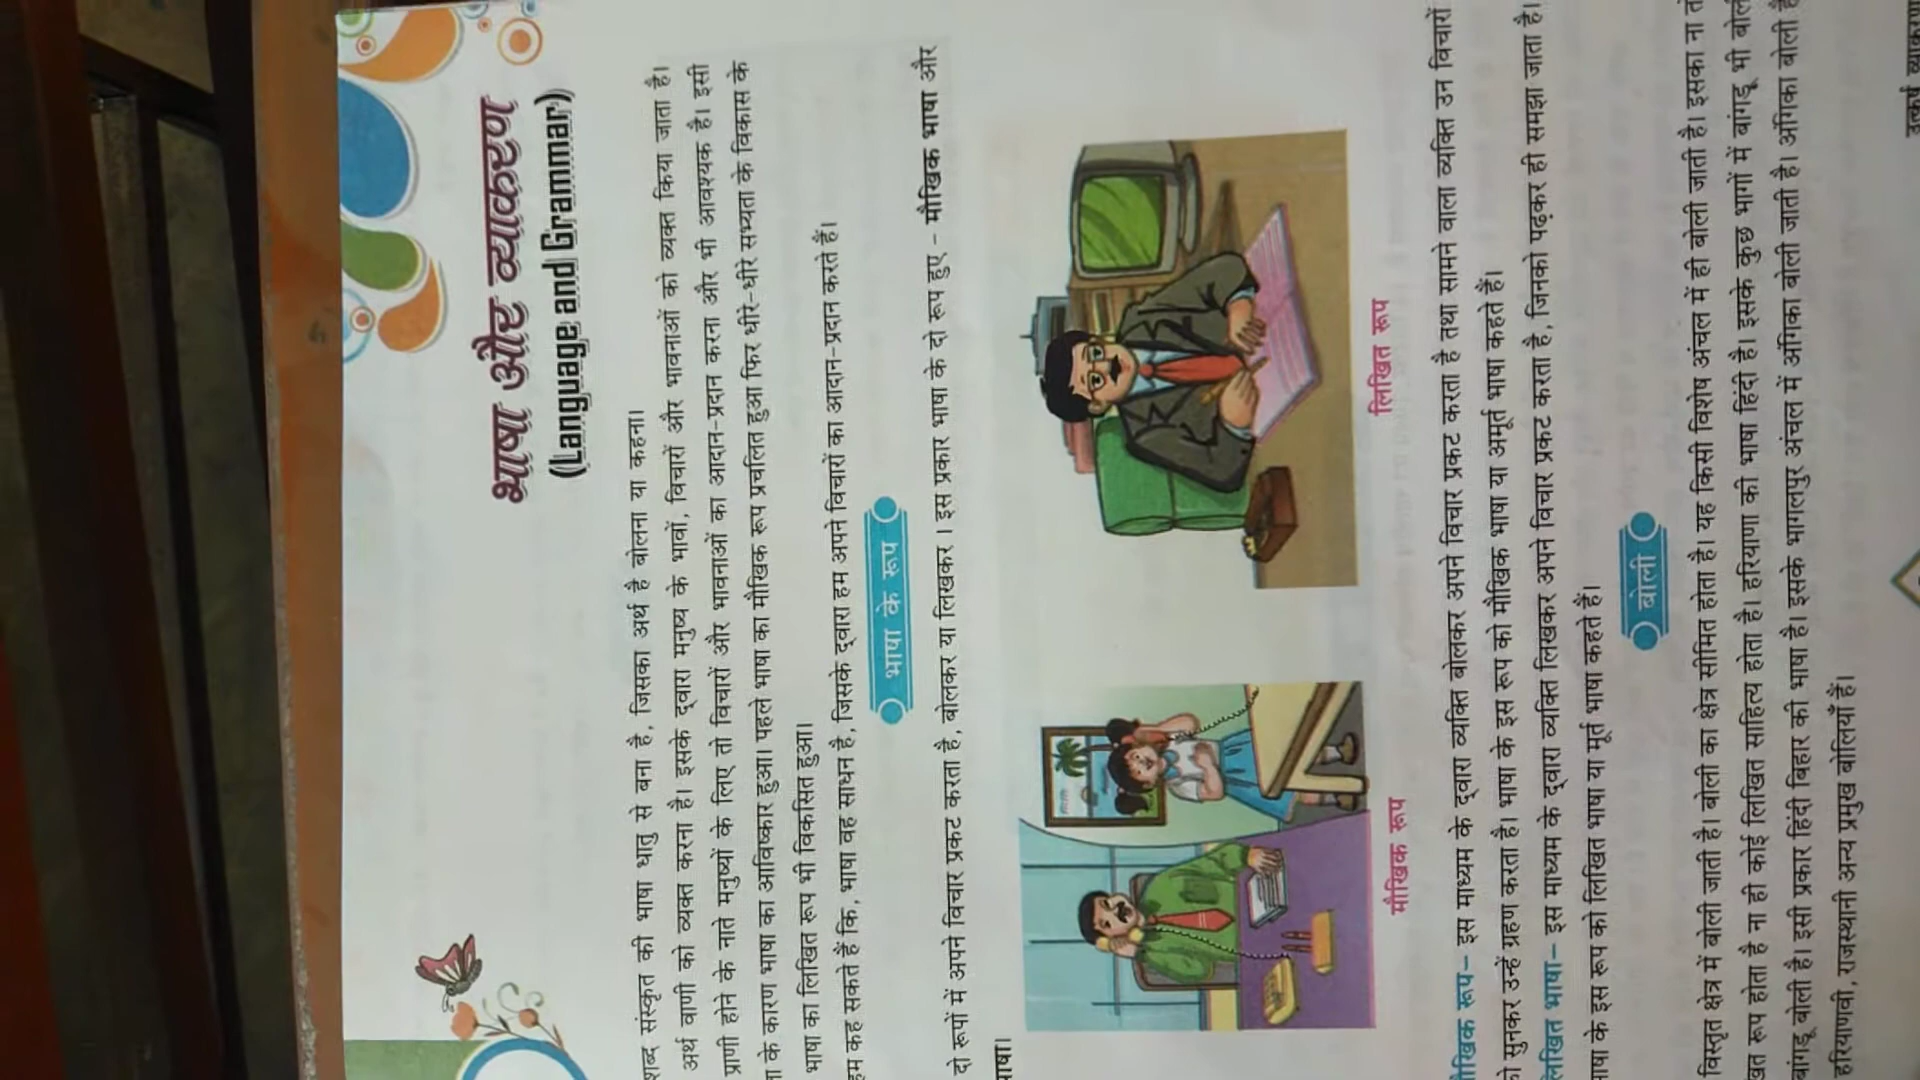 भाषा और व्याकरण
(Language and Grammar)
शब्द संस्कृत की भाषा धातु से बना है, जिसका अर्थ है बोलना या कहना।
अर्थ वाणी को व्यक्त करना है। इसके द्वारा मनुष्य के भावों, विचारों और भावनाओं को व्यक्त किया जाता है।
प्राणी होने के नाते मनुष्यों के लिए तो विचारों और भावनाओं का आदान-प्रदान करना और भी आवश्यक है। इसी
के कारण भाषा का आविष्कार हुआ। पहले भाषा का मौखिक रूप प्रचलित हुआ फिर धीरे-धीरे सभ्यता के विकास के
भाषा का लिखित रूप भी विकसित हुआ।
हम कह सकते हैं कि, भाषा वह साधन है, जिसके द्वारा हम अपने विचारों का आदान-प्रदान करते हैं।
भाषा के रूप
दो रूपों में अपने विचार प्रकट करता है, बोलकर या लिखकर । इस प्रकार भाषा के दो रूप हुए - मौखिक भाषा और
भाषा।
मौखिक रूप
लिखित रूप
मौखिक रूप– इस माध्यम के द्वारा व्यक्ति बोलकर अपने विचार प्रकट करता है तथा सामने वाला व्यक्ति उन विचारों
को सुनकर उन्हें ग्रहण करता है। भाषा के इस रूप को मौखिक भाषा या अमूर्त भाषा कहते हैं।
लिखित भाषा– इस माध्यम के द्वारा व्यक्ति लिखकर अपने विचार प्रकट करता है, जिनको पढ़कर ही समझा जाता है।
भाषा के इस रूप को लिखित भाषा या मूर्त भाषा कहते हैं।
बोली
विस्तृत क्षेत्र में बोली जाती है। बोली का क्षेत्र सीमित होता है। यह किसी विशेष अंचल में ही बोली जाती है। इसका ना तो
रूप होता है ना ही कोई लिखित साहित्य होता है। हरियाणा की भाषा हिंदी है। इसके कुछ भागों में बांगडू भी बोली
बांगडू बोली है। इसी प्रकार हिंदी बिहार की भाषा है। इसके भागलपुर अंचल में अंगिका बोली जाती है। अंगिका बोली है
हरियाणवी, राजस्थानी अन्य प्रमुख बोलियाँ हैं।
उत्कर्ष व्याकरण